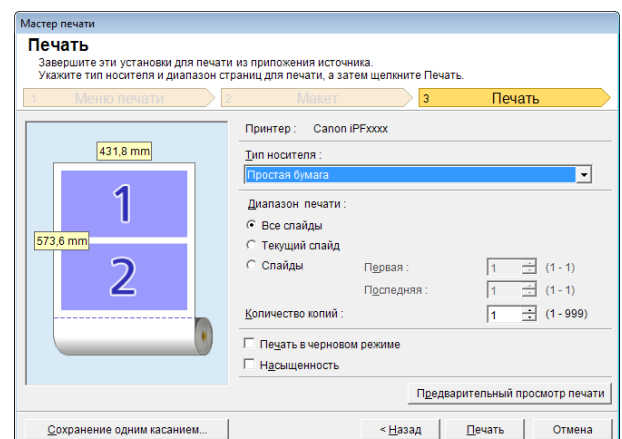 Мастер печати
Печать
Завершите эти установки для печати из приложения источника.
Укажите тип носителя и диапазон страниц для печати, а затем щелкните Печать.
1 Меню печати 2 Макет 3 Печать
Принтер : Canon iPFxxxx
431,8 mm
Тип носителя :
Простая бумага
1
Диапазон печати :
Все слайды
573,6 mm
Текущий слайд
2
Слайды Первая : 1 (1 - 1)
Последняя : 1 (1 - 1)
Количество копий : 1 (1 - 999)
Печать в черновом режиме
Насыщенность
Предварительный просмотр печати
Сохранение одним касанием... < Назад Печать Отмена